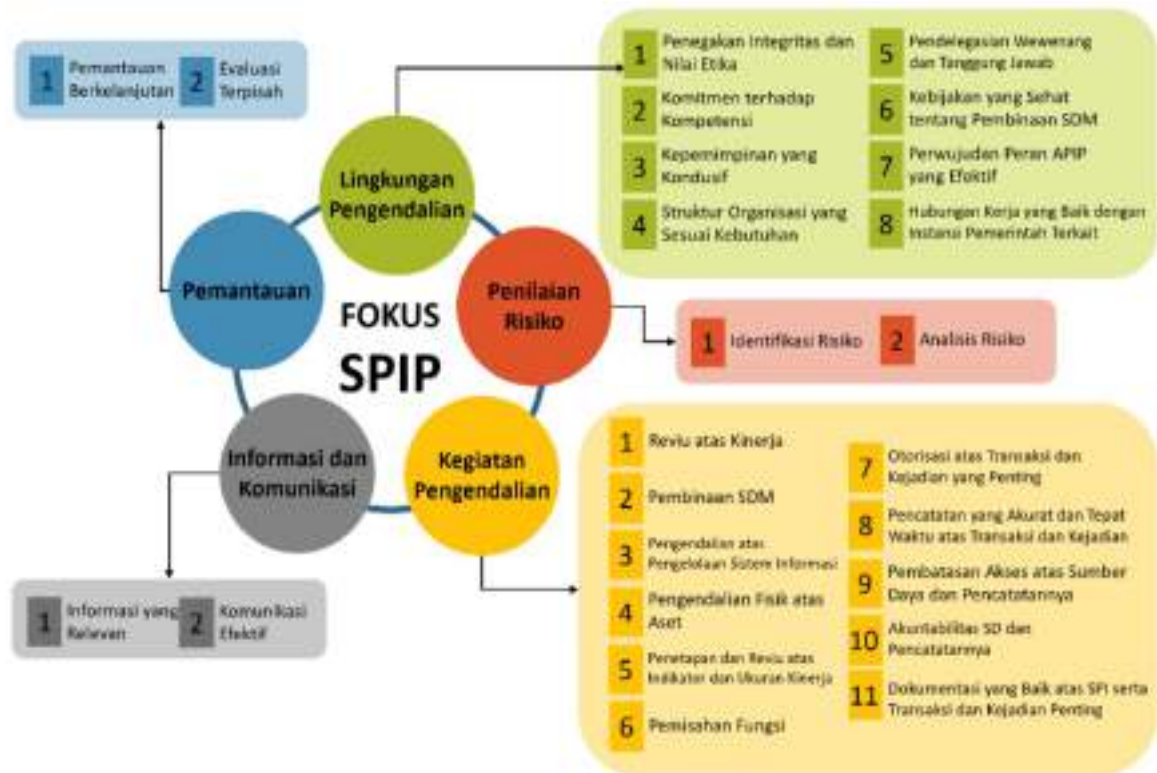 1 Pemantauan
Berkelanjutan
2 Evaluasi
Terpisah
1 Penegakan Integritas dan
Nilai Etika
2 Komitmen terhadap
Kompetensi
3 Kepemimpinan yang
Kondusif
4 Struktur Organisasi yang
Sesuai Kebutuhan
5 Pendelegasian Wewenang
dan Tanggung Jawab
6 Kebijakan yang Sehat
tentang Pembinaan SDM
7 Perwujudan Peran APIP
yang Efektif
8 Hubungan Kerja yang Baik dengan
Instansi Pemerintah Terkait
Lingkungan
Pengendalian
Pemantauan
FOKUS
SPIP
Penilaian
Risiko
1 Identifikasi Risiko
2 Analisis Risiko
Informasi dan
Komunikasi
Kegiatan
Pengendalian
1 Informasi yang
Relevan
2 Komunikasi
Efektif
1 Reviu atas Kinerja
2 Pembinaan SDM
3 Pengendalian atas
Pengelolaan Sistem Informasi
4 Pengendalian Fisik atas
Aset
5 Penetapan dan Reviu atas
Indikator dan Ukuran Kinerja
6 Pemisahan Fungsi
7 Otorisasi atas Transaksi dan
Kejadian yang Penting
8 Pencatatan yang Akurat dan Tepat
Waktu atas Transaksi dan Kejadian
9 Pembatasan Akses atas Sumber
Daya dan Pencatatannya
10 Akuntabilitas SD dan
Pencatatannya
11 Dokumentasi yang Baik atas SPI serta
Transaksi dan Kejadian Penting